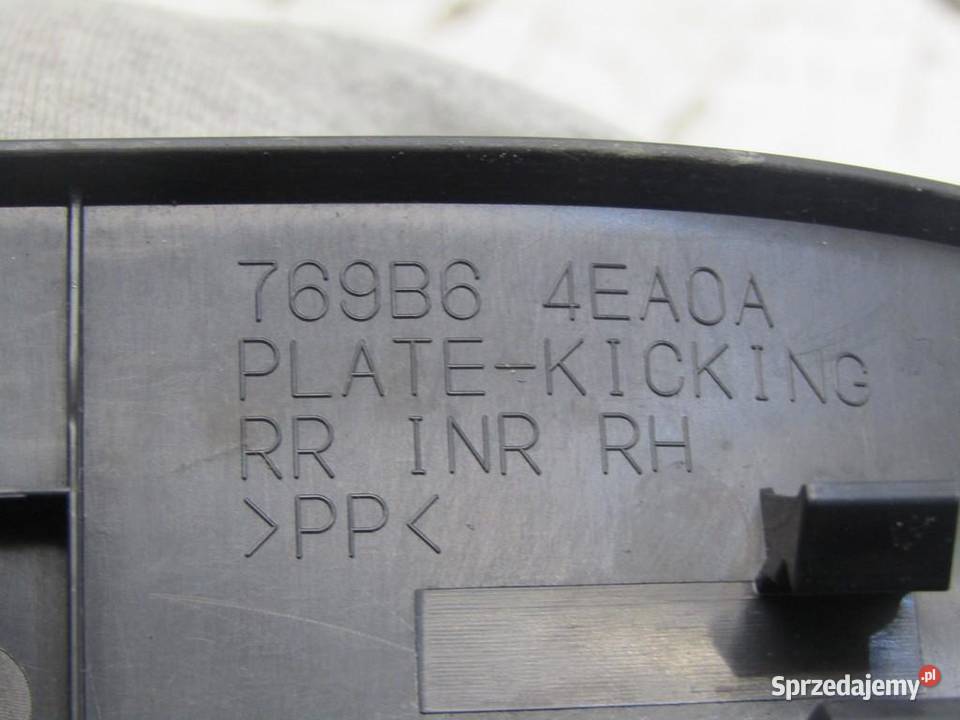 769B6 4EA0A
PLATE-KICKING
RR INR RH
>PP<
Sprzedajemy.pl